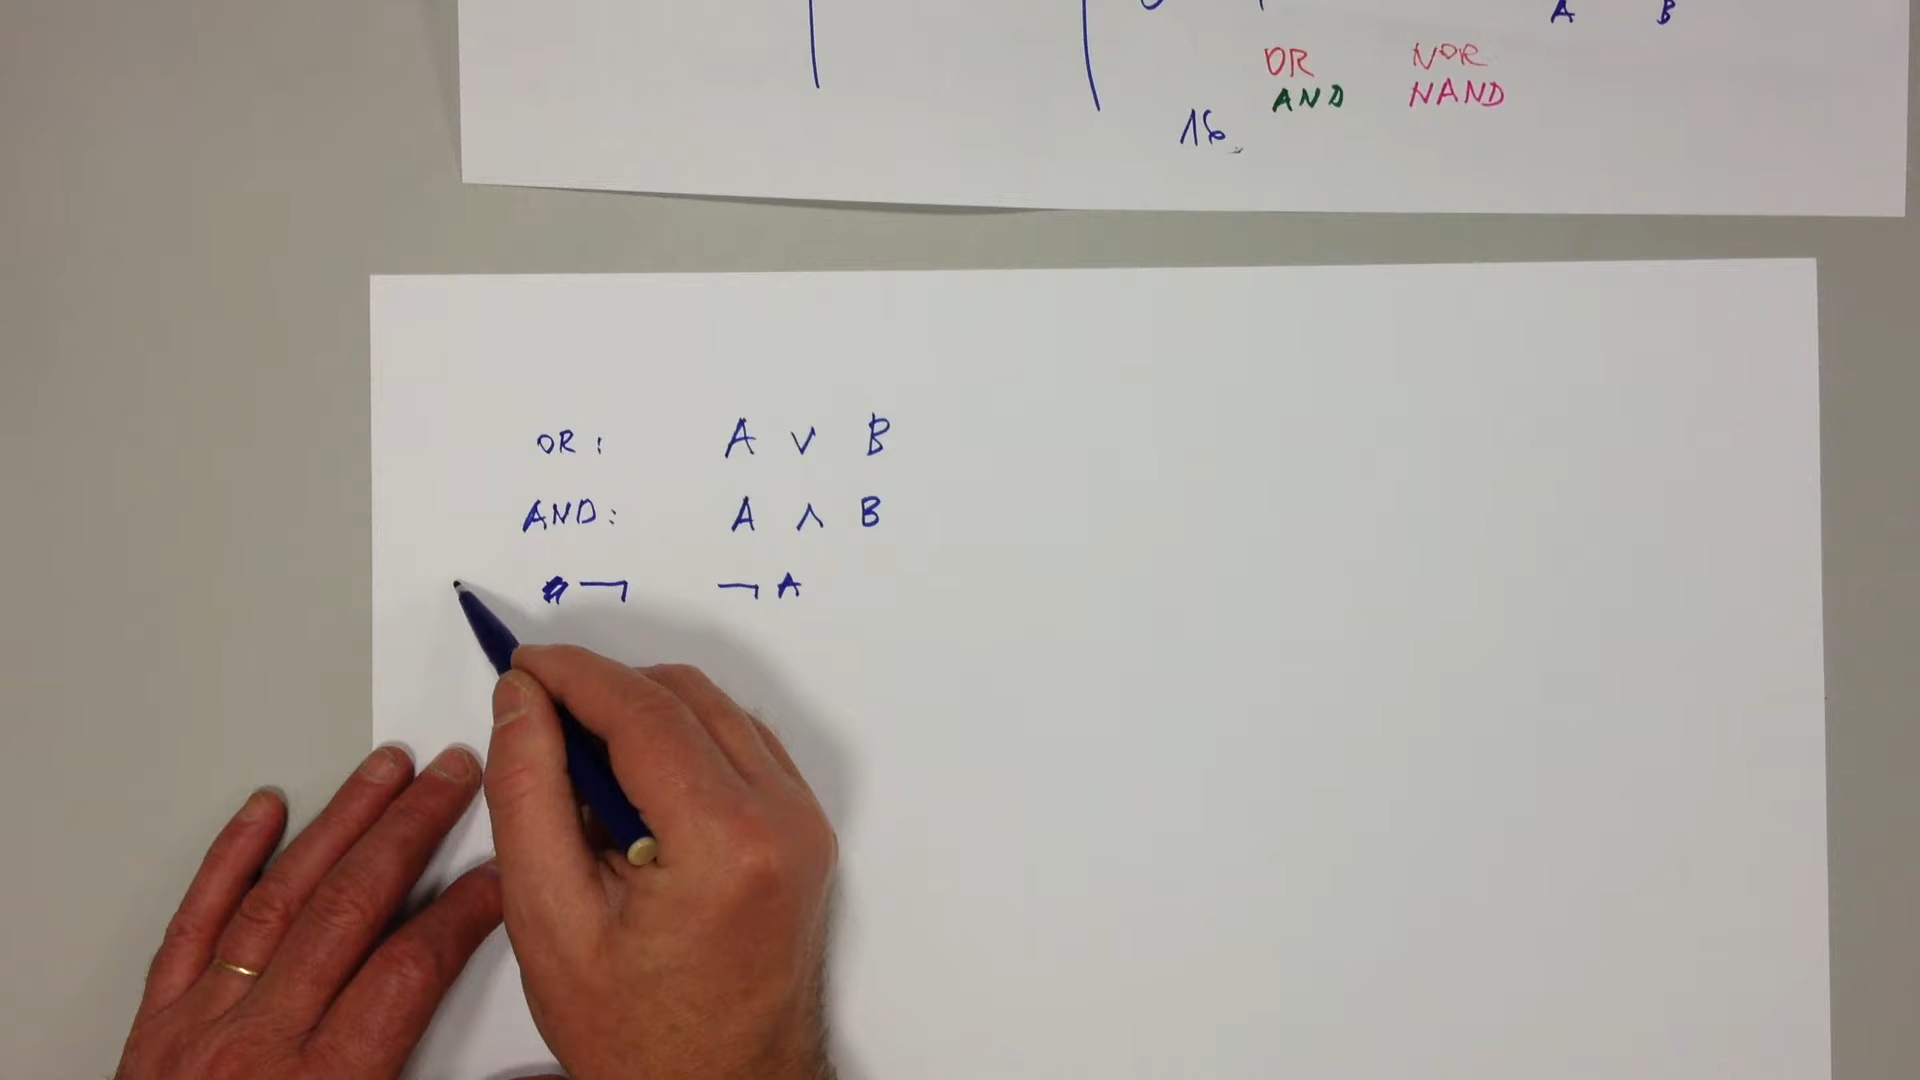 A B
OR NOR
AND NAND
16
OR: A ∨ B
AND: A ∧ B
¬ ¬ A